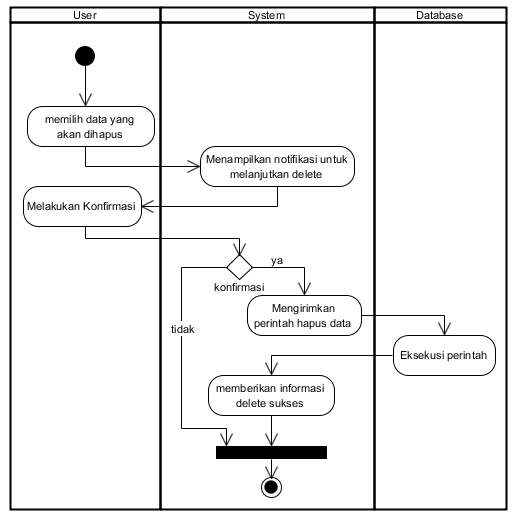 User
System
Database
memilih data yang
akan dihapus
Menampilkan notifikasi untuk
melanjutkan delete
Melakukan Konfirmasi
ya
konfirmasi
Mengirimkan
perintah hapus data
tidak
Eksekusi perintah
memberikan informasi
delete sukses